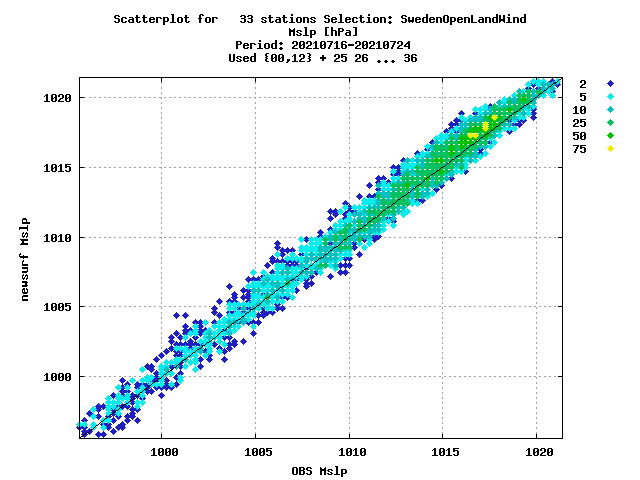 Scatterplot for   33 stations Selection: SwedenOpenLandWind
Mslp [hPa]
Period: 20210716-20210724
Used {00,12} + 25 26 ... 36
2
5
10
25
50
75
1020
1015
1010
1005
1000
newsurf Mslp
1000 1005 1010 1015 1020
OBS Mslp